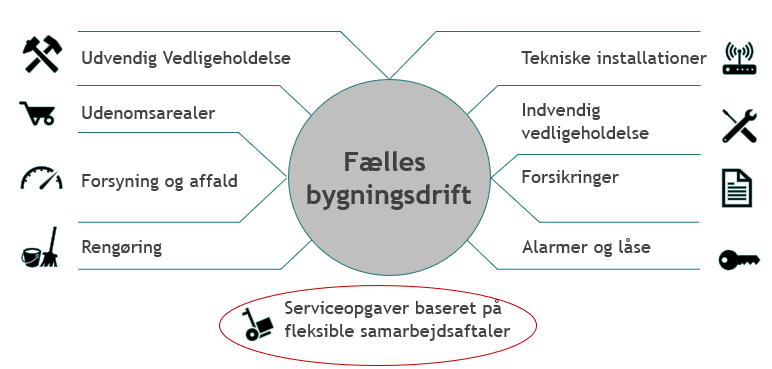 Udvendig Vedligeholdelse
Udenomsarealer
Forsyning og affald
Rengøring
Fælles
bygningsdrift
Tekniske installationer
Indvendig
vedligeholdelse
Forsikringer
Alarmer og låse
Serviceopgaver baseret på
fleksible samarbejdsaftaler